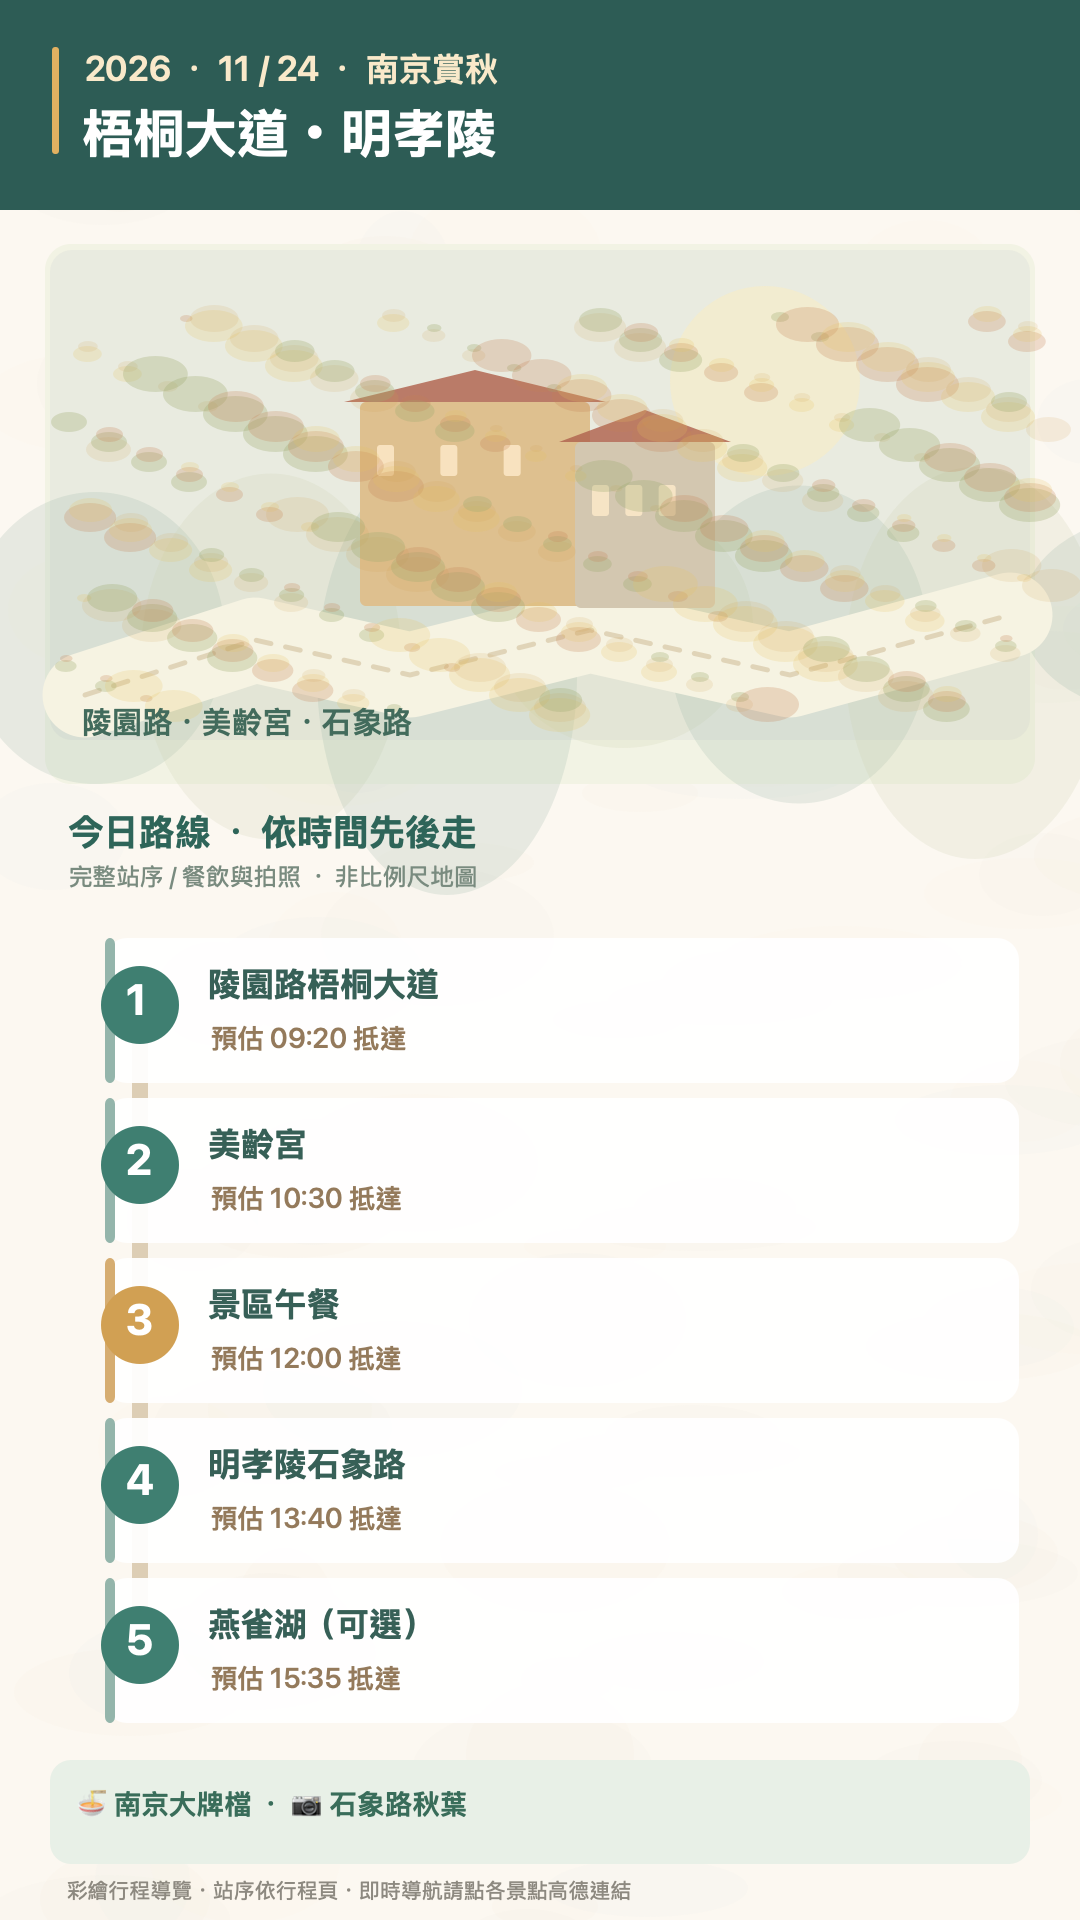 2026 · 11 / 24 · 南京賞秋
梧桐大道・明孝陵
陵園路 · 美齡宮 · 石象路
今日路線 · 依時間先後走
完整站序 / 餐飲與拍照 · 非比例尺地圖
1
陵園路梧桐大道
預估 09:20 抵達
2
美齡宮
預估 10:30 抵達
3
景區午餐
預估 12:00 抵達
4
明孝陵石象路
預估 13:40 抵達
5
燕雀湖（可選）
預估 15:35 抵達
🍜 南京大牌檔 · 📷 石象路秋葉
彩繪行程導覽 · 站序依行程頁 · 即時導航請點各景點高德連結